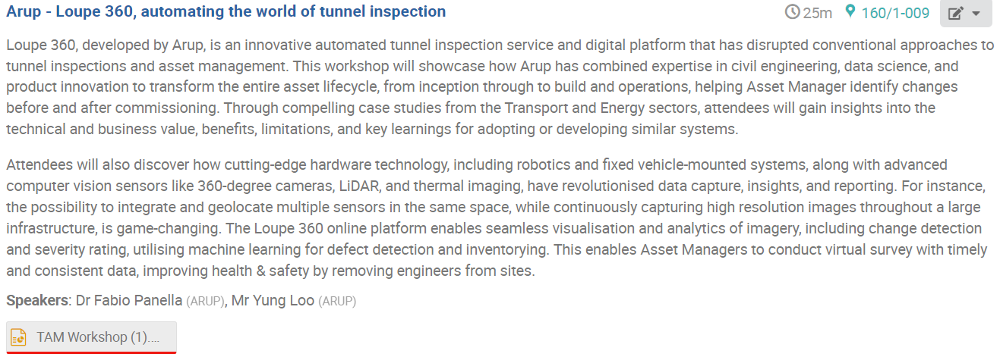 Arup - Loupe 360, automating the world of tunnel inspection
25m
160/1-009
Loupe 360, developed by Arup, is an innovative automated tunnel inspection service and digital platform that has disrupted conventional approaches to
tunnel inspections and asset management. This workshop will showcase how Arup has combined expertise in civil engineering, data science, and
product innovation to transform the entire asset lifecycle, from inception through to build and operations, helping Asset Manager identify changes
before and after commissioning. Through compelling case studies from the Transport and Energy sectors, attendees will gain insights into the
technical and business value, benefits, limitations, and key learnings for adopting or developing similar systems.
Attendees will also discover how cutting-edge hardware technology, including robotics and fixed vehicle-mounted systems, along with advanced
computer vision sensors like 360-degree cameras, LiDAR, and thermal imaging, have revolutionised data capture, insights, and reporting. For instance,
the possibility to integrate and geolocate multiple sensors in the same space, while continuously capturing high resolution images throughout a large
infrastructure, is game-changing. The Loupe 360 online platform enables seamless visualisation and analytics of imagery, including change detection
and severity rating, utilising machine learning for defect detection and inventorying. This enables Asset Managers to conduct virtual survey with timely
and consistent data, improving health & safety by removing engineers from sites.
Speakers: Dr Fabio Panella (ARUP), Mr Yung Loo (ARUP)
TAM Workshop (1)....